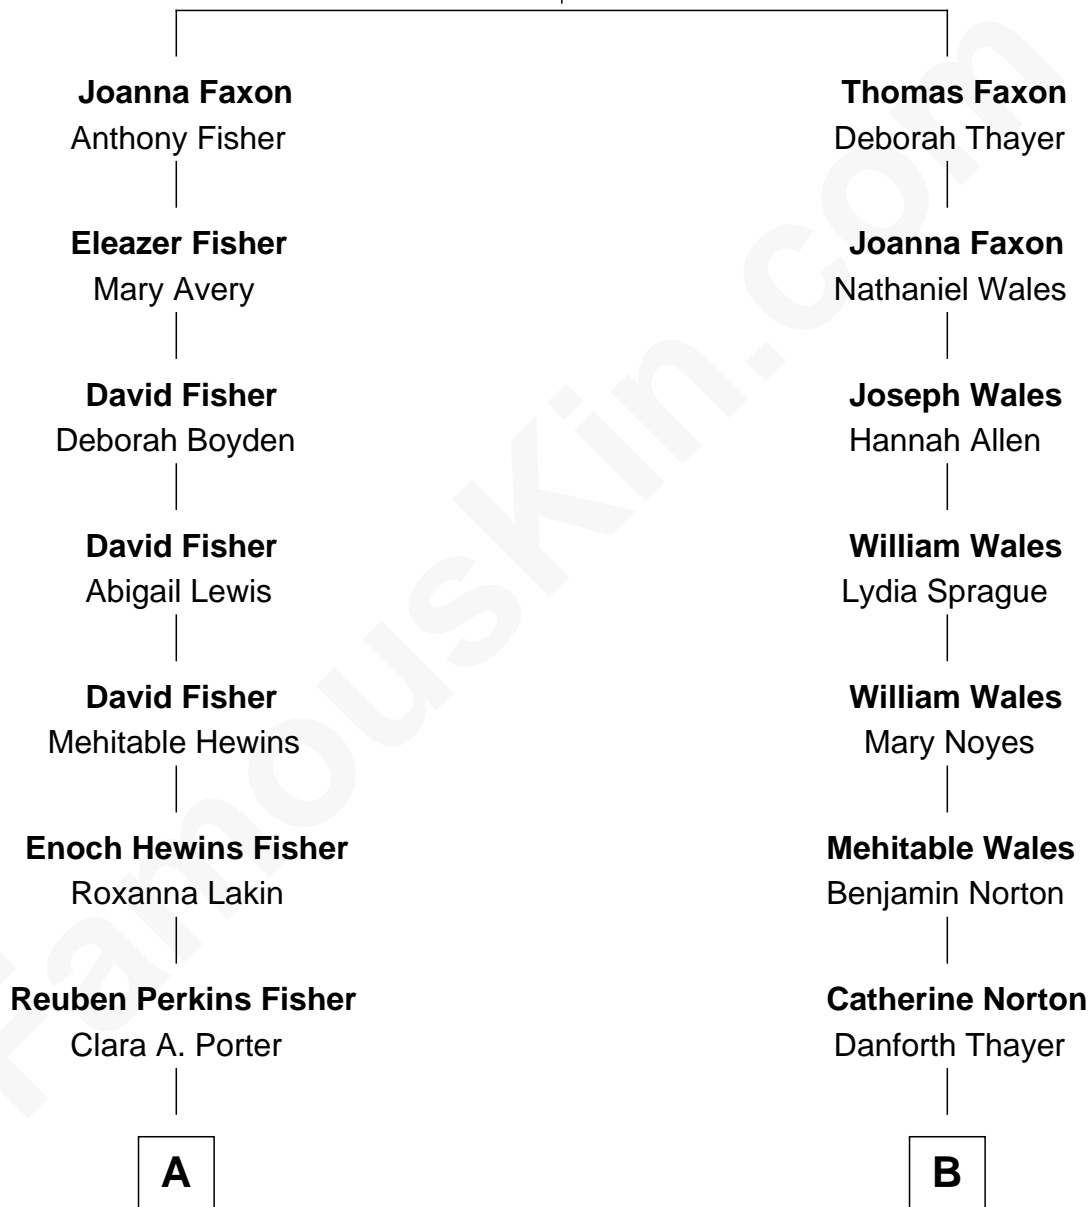 Joanna Faxon
Anthony Fisher
Eleazer Fisher
Mary Avery
David Fisher
Deborah Boyden
David Fisher
Abigail Lewis
David Fisher
Mehitable Hewins
Enoch Hewins Fisher
Roxanna Lakin
Reuben Perkins Fisher
Clara A. Porter
A
Thomas Faxon
Deborah Thayer
Joanna Faxon
Nathaniel Wales
Joseph Wales
Hannah Allen
William Wales
Lydia Sprague
William Wales
Mary Noyes
Mehitable Wales
Benjamin Norton
Catherine Norton
Danforth Thayer
B
FamousKin.com